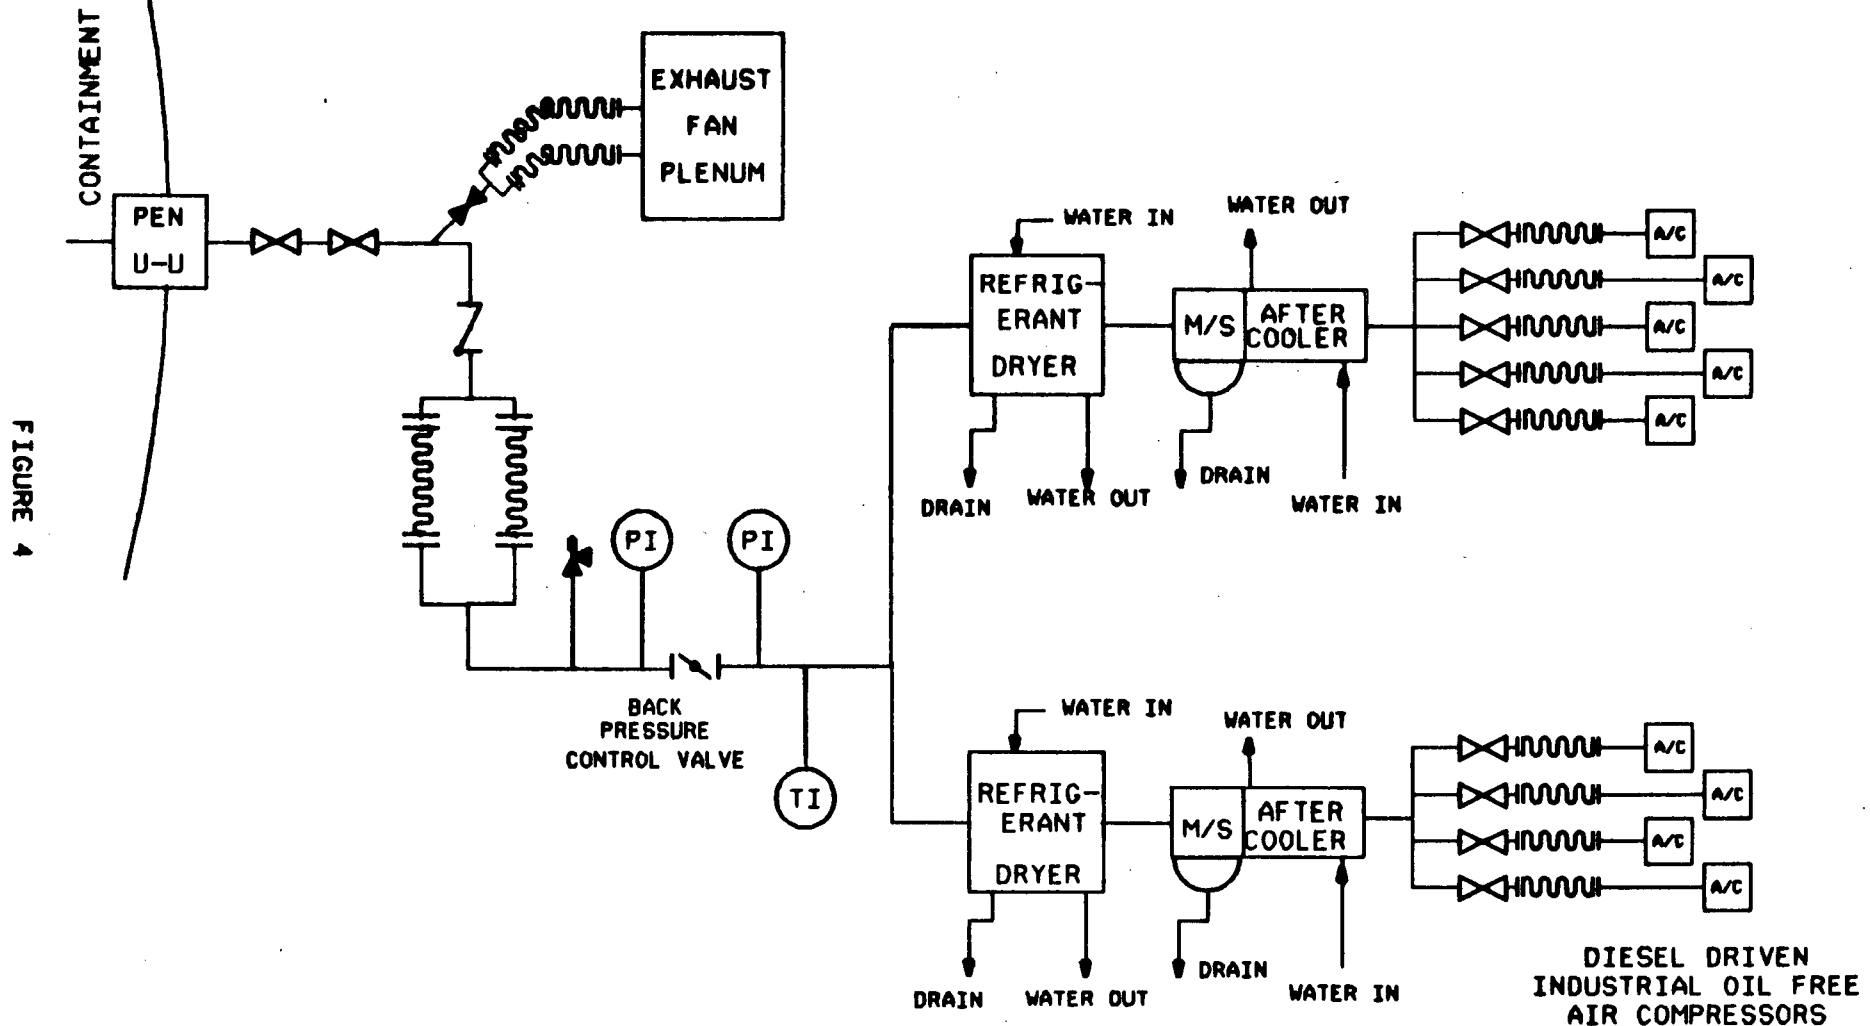 CONTAINMENT
PEN
U-U
EXHAUST
FAN
PLENUM
FIGURE 4
PI
PI
BACK
PRESSURE
CONTROL VALVE
TI
WATER IN
REFRIG-
ERANT
DRYER
DRAIN
WATER OUT
WATER OUT
M/S
AFTER
COOLER
DRAIN
WATER IN
A/C
A/C
A/C
A/C
A/C
WATER IN
REFRIG-
ERANT
DRYER
DRAIN
WATER OUT
WATER OUT
M/S
AFTER
COOLER
DRAIN
WATER IN
A/C
A/C
A/C
A/C
DIESEL DRIVEN
INDUSTRIAL OIL FREE
AIR COMPRESSORS